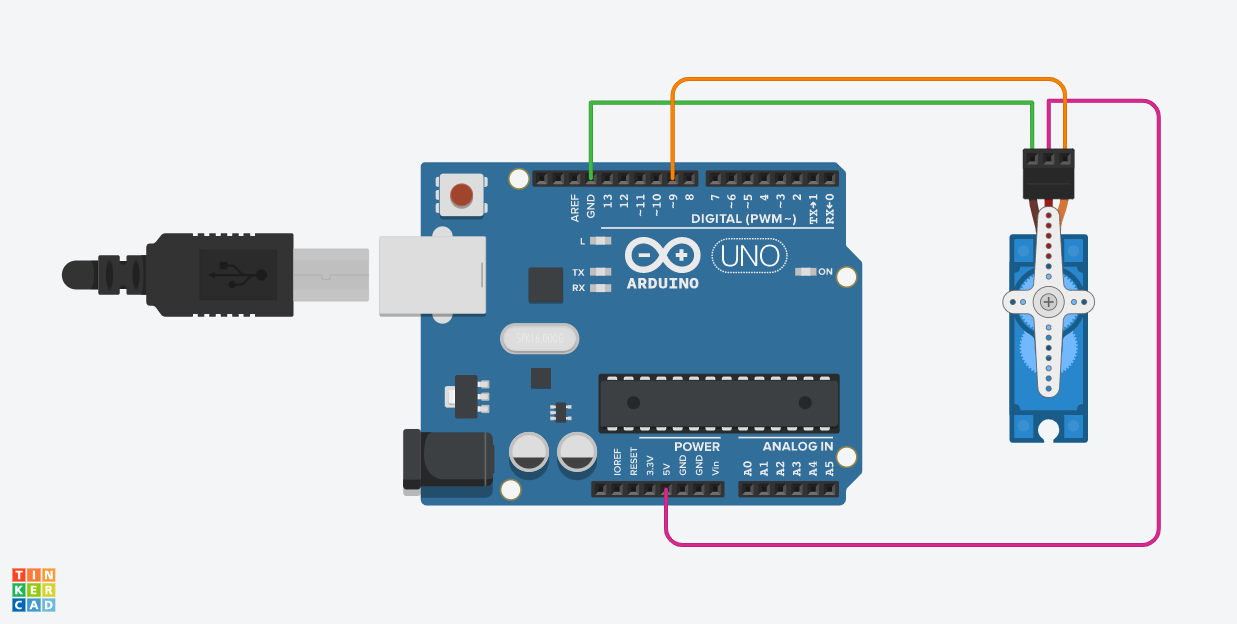 AREF
GND
13
12
~11
~10
~9
8
7
~6
~5
4
~3
2
TX→1
RX←0
DIGITAL (PWM~)
L
TX
RX
UNO
ON
ARDUINO
POWER
ANALOG IN
IOREF
RESET
3.3V
5V
GND
GND
Vin
A0
A1
A2
A3
A4
A5
TIN
KER
CAD